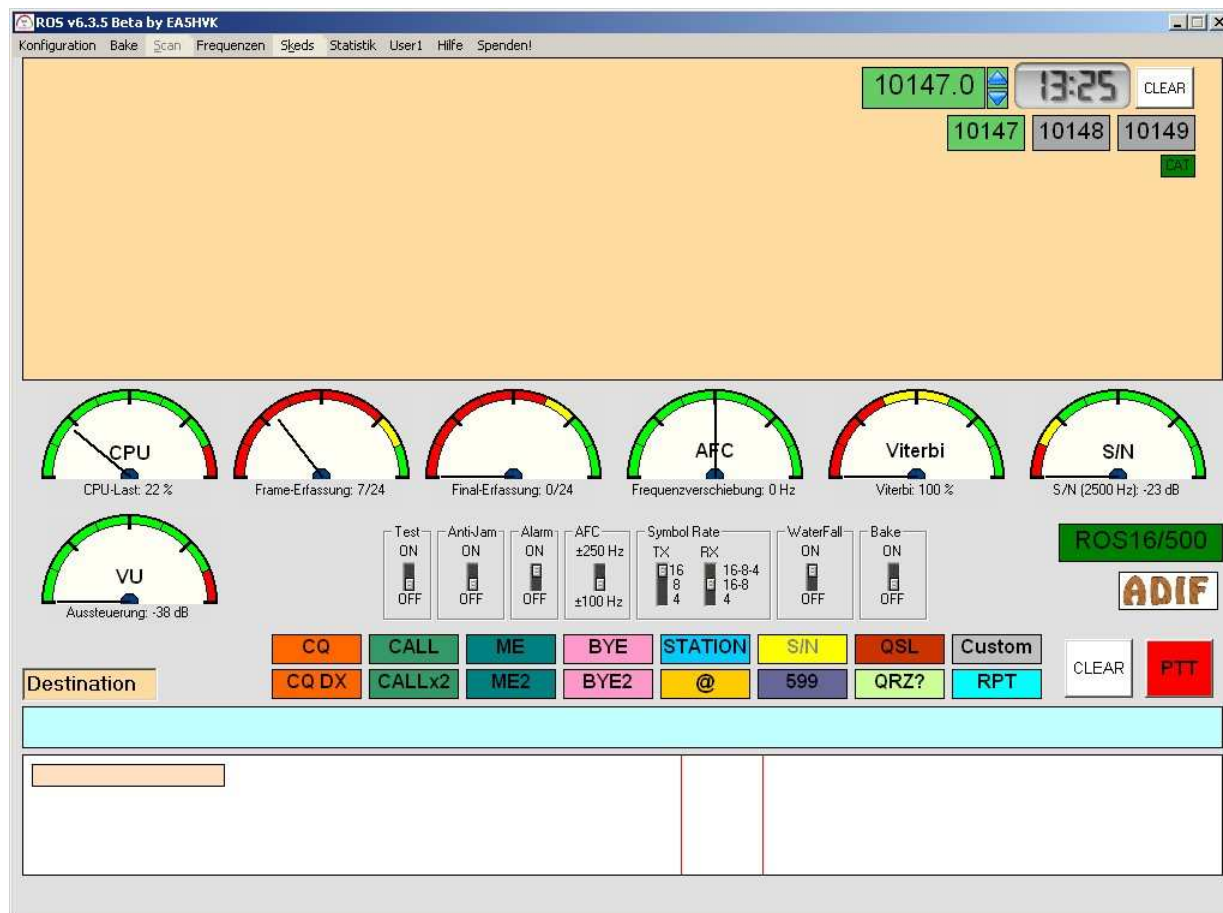 ROS v6.3.5 Beta by EA5HVK
Konfiguration Bake Scan Frequenzen Skeds Statistik User1 Hilfe Spenden!
10147.0 13:25 CLEAR
10147 10148 10149
CAT
CPU
CPU-Last: 22 %
Frame-Erfassung: 7/24
Final-Erfassung: 0/24
AFC
Frequenzverschiebung: 0 Hz
Viterbi
Viterbi: 100 %
S/N
S/N (2500 Hz): -23 dB
VU
Aussteuerung: -38 dB
Test
ON
OFF
Anti-Jam
ON
OFF
Alarm
ON
OFF
AFC
±250 Hz
±100 Hz
Symbol Rate
TX RX
16 16-8-4
8 16-8
4 4
WaterFall
ON
OFF
Bake
ON
OFF
ROS16/500
ADIF
CQ CALL ME BYE STATION S/N QSL Custom
Destination
CQ DX CALLx2 ME2 BYE2 @ 599 QRZ? RPT
CLEAR PTT